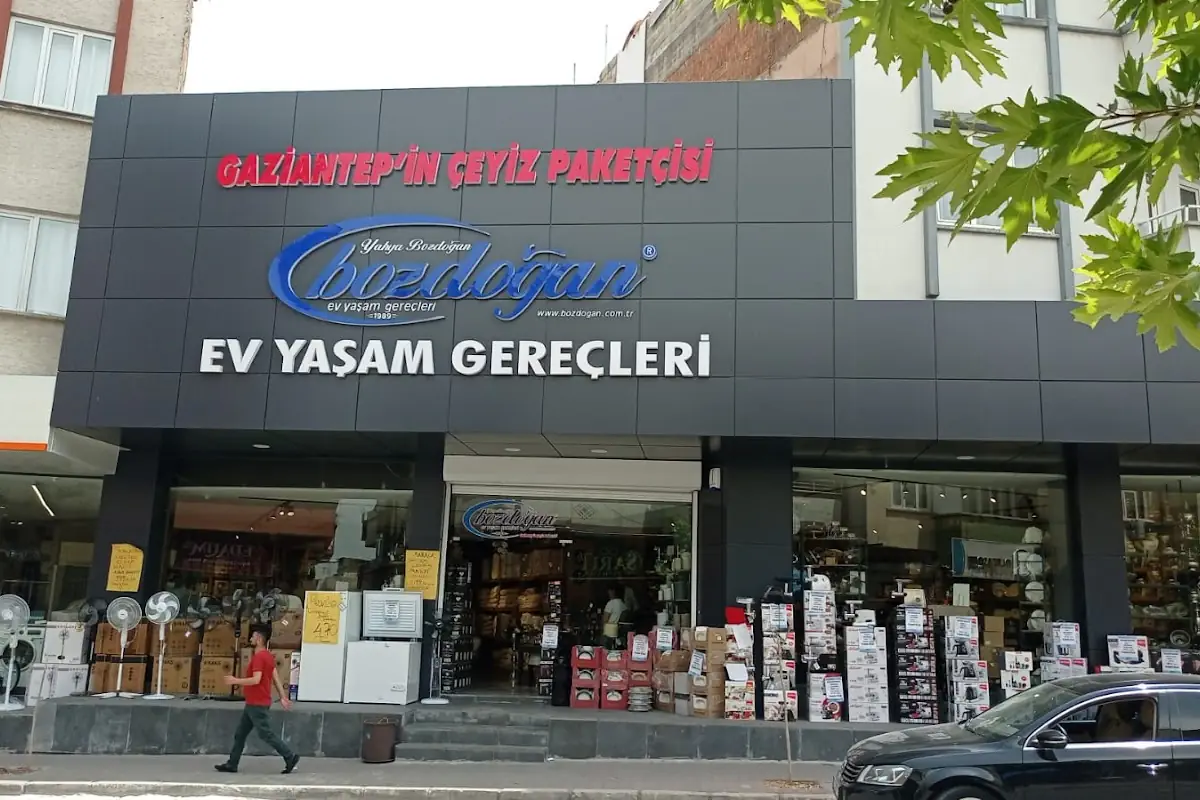 GAZİANTEP'İN ÇEYİZ PAKETÇİSİ
Yahya Bozdoğan
bozdoğan®
ev yaşam gereçleri
=1989=
www.bozdogan.com.tr
EV YAŞAM GEREÇLERİ
bozdoğan